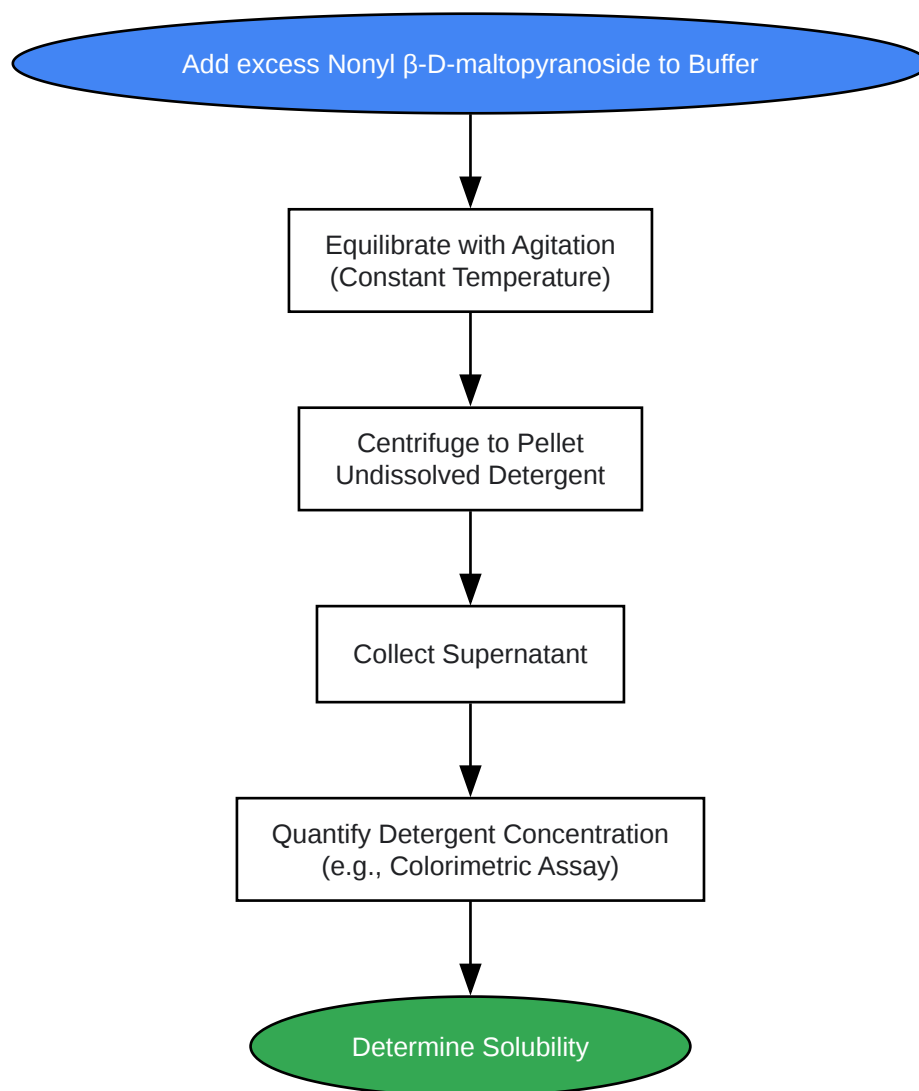 Add excess Nonyl β-D-maltopyranoside to Buffer
Equilibrate with Agitation
(Constant Temperature)
Centrifuge to Pellet
Undissolved Detergent
Collect Supernatant
Quantify Detergent Concentration
(e.g., Colorimetric Assay)
Determine Solubility